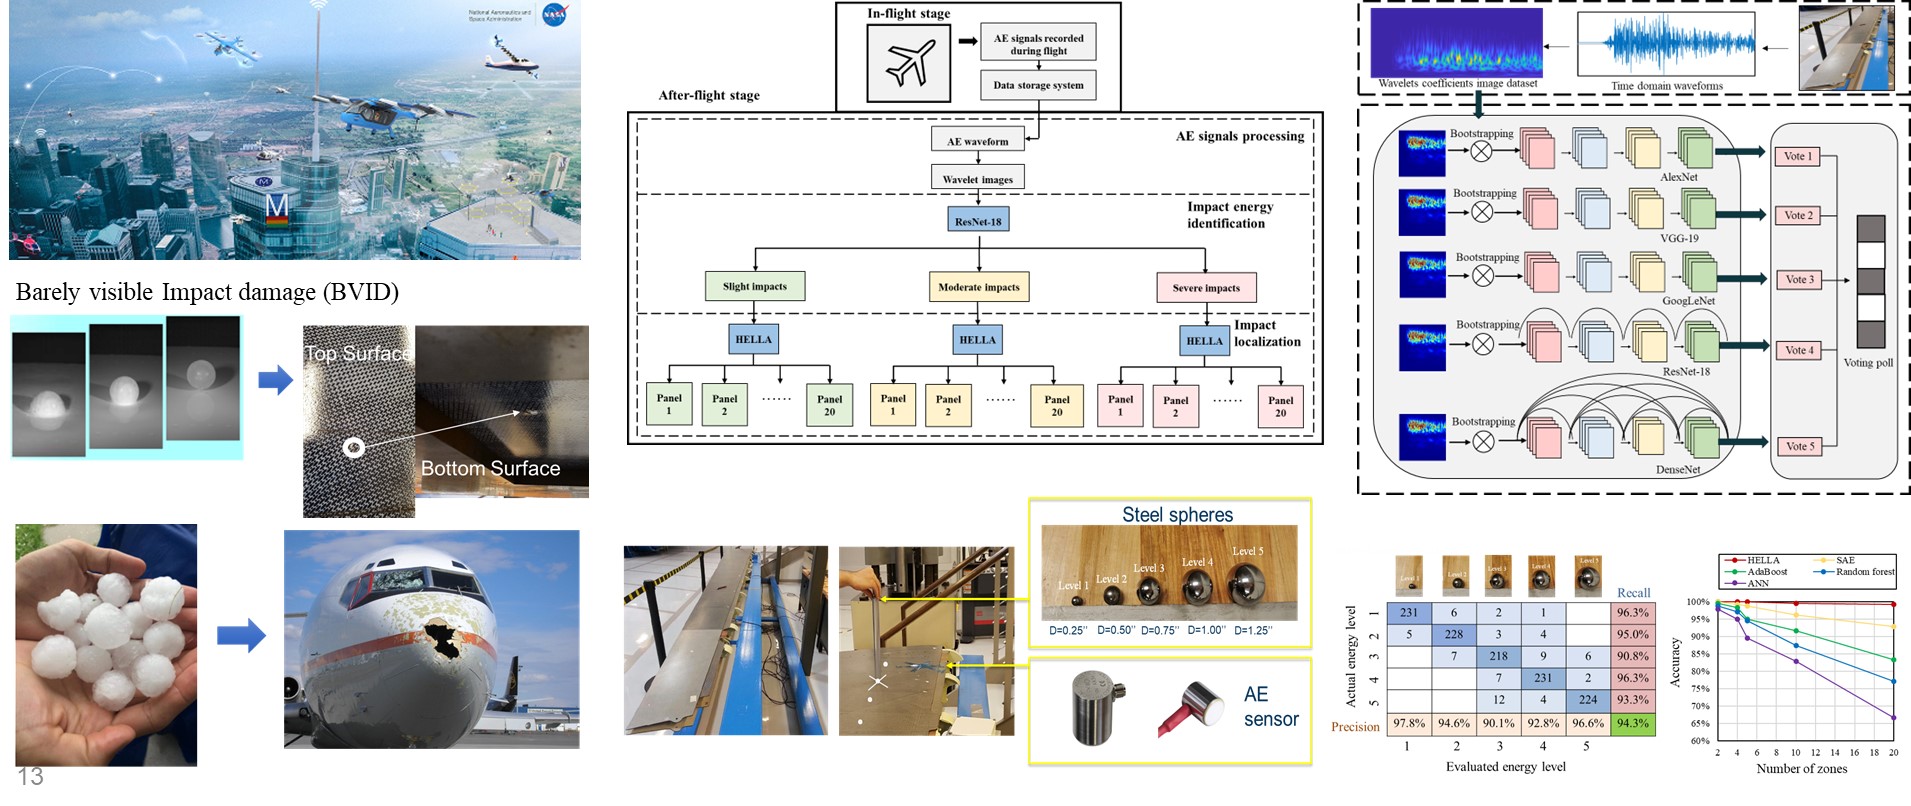 National Aeronautics and
Space Administration
NASA
M
Barely visible Impact damage (BVID)
Top Surface
Bottom Surface
13
In-flight stage
AE signals recorded
during flight
Data storage system
After-flight stage
AE signals processing
AE waveform
Wavelet images
Impact energy
identification
ResNet-18
Slight impacts
Moderate impacts
Severe impacts
Impact
localization
HELLA
HELLA
HELLA
Panel 1
Panel 2
......
Panel 20
Panel 1
Panel 2
......
Panel 20
Panel 1
Panel 2
......
Panel 20
Steel spheres
Level 1
Level 2
Level 3
Level 4
Level 5
D=0.25"
D=0.50"
D=0.75"
D=1.00"
D=1.25"
AE
sensor
Wavelets coefficients image dataset
Time domain waveforms
Bootstrapping
AlexNet
Vote 1
Bootstrapping
VGG-19
Vote 2
Bootstrapping
GoogLeNet
Vote 3
Bootstrapping
ResNet-18
Vote 4
Bootstrapping
DenseNet
Vote 5
Voting poll
Level 1
Level 2
Level 3
Level 4
Level 5
Recall
Actual energy level
1 231 6 2 1 96.3%
2 5 228 3 4 95.0%
3 7 218 9 6 90.8%
4 7 231 2 96.3%
5 12 4 224 93.3%
Precision 97.8% 94.6% 90.1% 92.8% 96.6% 94.3%
1 2 3 4 5
Evaluated energy level
HELLA
SAE
AdaBoost
Random forest
ANN
Accuracy
100%
95%
90%
85%
80%
75%
70%
65%
60%
2 4 6 8 10 12 14 16 18 20
Number of zones